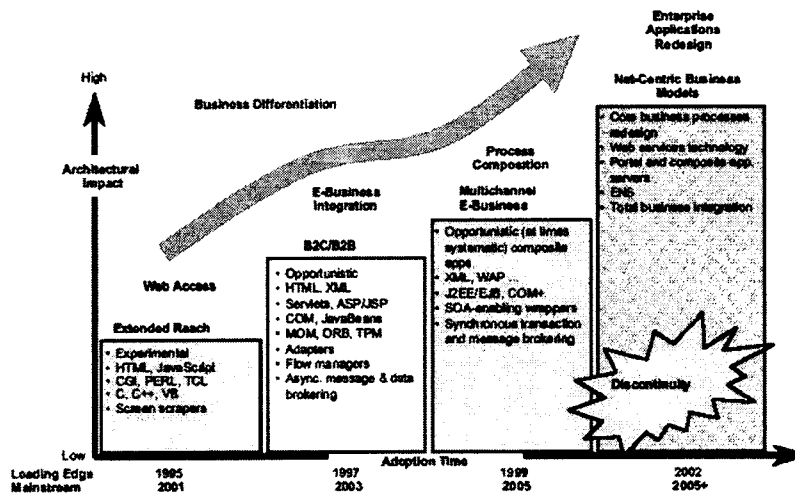 Enterprise
Applications
Redesign
High
Net-Centric Business
Models
Business Differentiation
• Core business processes
redesign
• Web services technology
• Portal and composite app.
servers
• ENS
• Total business integration
Process
Composition
Architectural
Impact
E-Business
Integration
Multichannel
E-Business
• Opportunistic (at times
systematic) composite
apps
• XML, WAP ...
• J2EE/EJB, COM+
• SOA-enabling wrappers
• Synchronous transaction
and message brokering
B2C/B2B
• Opportunistic
• HTML, XML
• Servlets, ASP/JSP
• COM, JavaBeans
• MOM, ORB, TPM
• Adapters
• Flow managers
• Async. message & data
brokering
Web Access
Extended Reach
• Experimental
• HTML, JavaScript
• CGI, PERL, TCL
• C, C++, VB
• Screen scrapers
Discontinuity
Low
Adoption Time
Leading Edge 1995 1997 1999 2002
Mainstream 2001 2003 2005 2005+